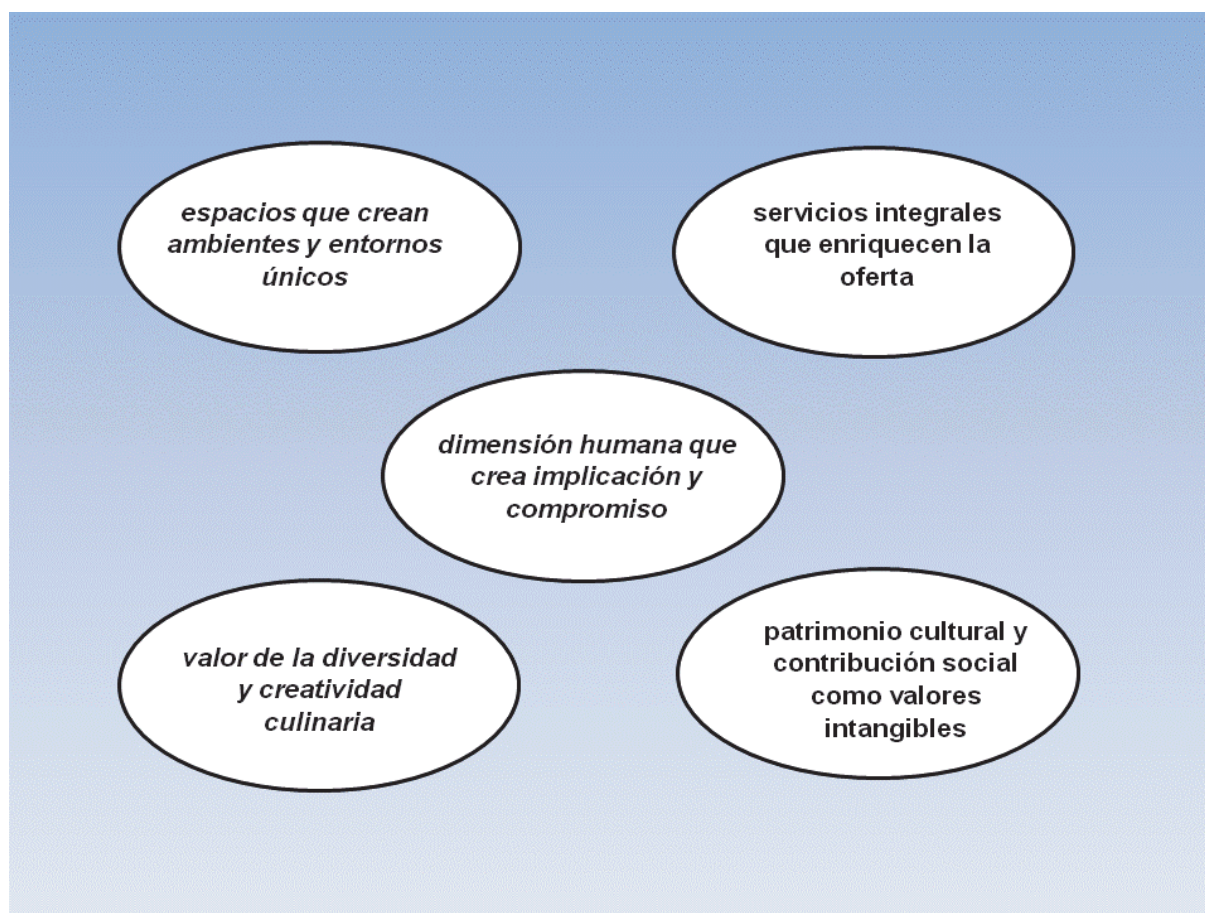 espacios que crean
ambientes y entornos
únicos
servicios integrales
que enriquecen la
oferta
dimensión humana que
crea implicación y
compromiso
valor de la diversidad
y creatividad
culinaria
patrimonio cultural y
contribución social
como valores
intangibles